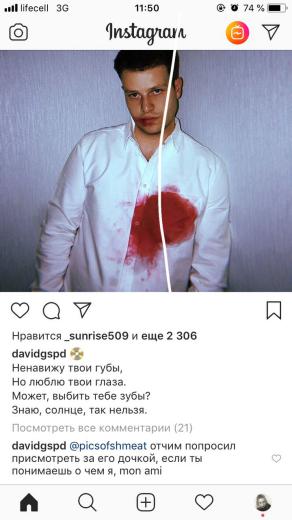 lifecell 3G 11:50 74 %
Instagram
Нравится _sunrise509 и еще 2 306
davidgspd
Ненавижу твои губы,
Но люблю твои глаза.
Может, выбить тебе зубы?
Знаю, солнце, так нельзя.
Посмотреть все комментарии (21)
davidgspd @picsofshmeat отчим попросил
присмотреть за его дочкой, если ты
понимаешь о чем я, mon ami